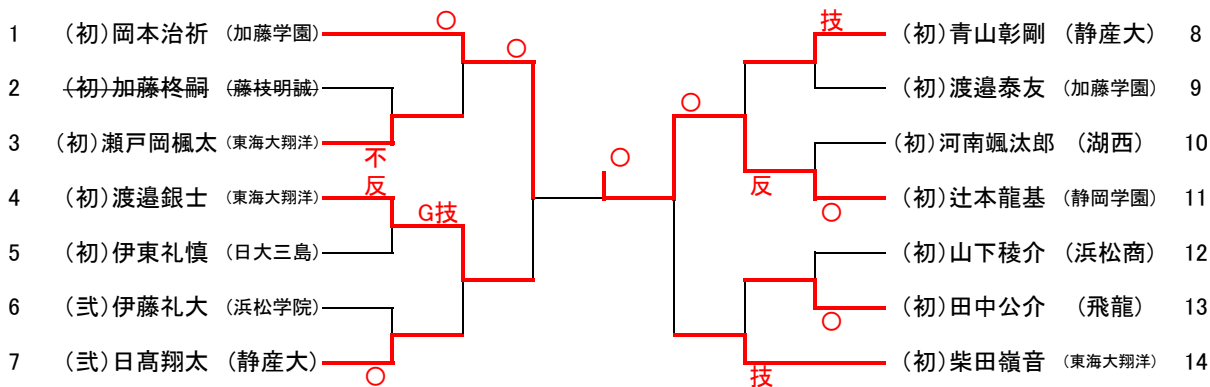 1 (初)岡本治祈 (加藤学園)
2 (初)加藤柊嗣 (藤枝明誠)
3 (初)瀬戸岡楓太 (東海大翔洋)
4 (初)渡邉銀士 (東海大翔洋)
5 (初)伊東礼慎 (日大三島)
6 (弐)伊藤礼大 (浜松学院)
7 (弐)日髙翔太 (静産大)
〇
〇
不
反
G技
〇
〇
〇
技
反
〇
〇
技
(初)青山彰剛 (静産大) 8
(初)渡邉泰友 (加藤学園) 9
(初)河南颯汰郎 (湖西) 10
(初)辻本龍基 (静岡学園) 11
(初)山下稜介 (浜松商) 12
(初)田中公介 (飛龍) 13
(初)柴田嶺音 (東海大翔洋) 14